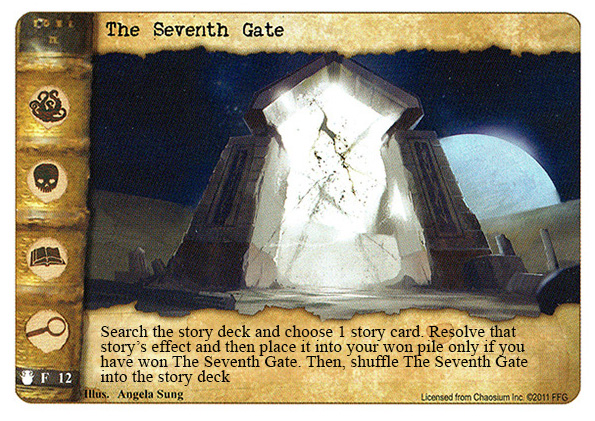 The Seventh Gate
Search the story deck and choose 1 story card. Resolve that
story's effect and then place it into your won pile only if you
have won The Seventh Gate. Then, shuffle The Seventh Gate
into the story deck
F 12
Illus. Angela Sung
Licensed from Chaosium Inc. ©2011 FFG